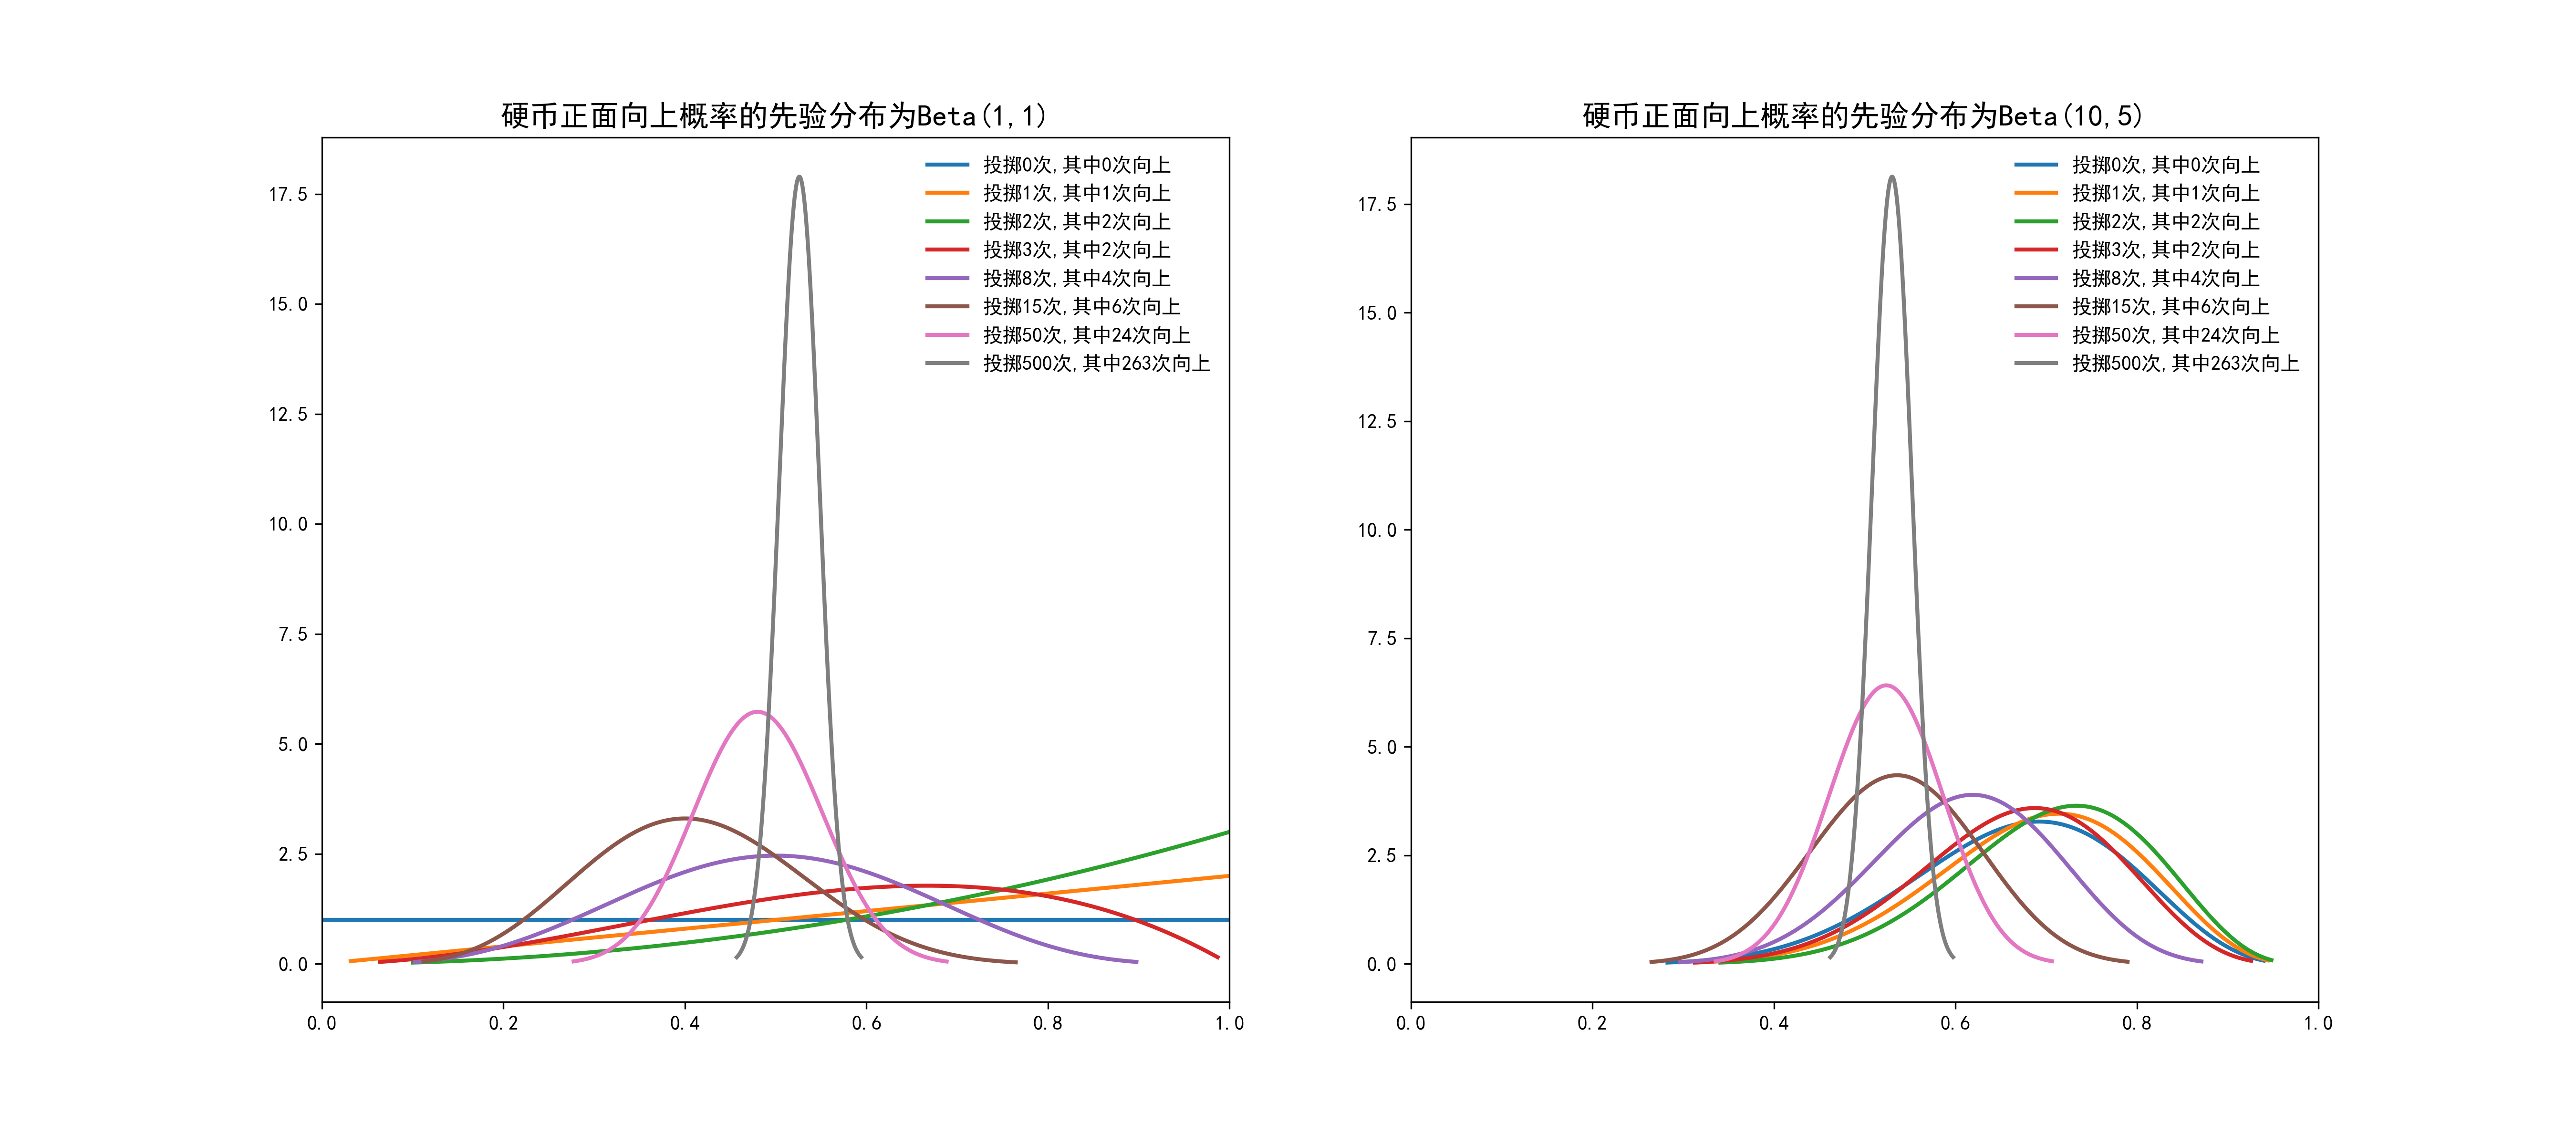 硬币正面向上概率的先验分布为Beta(1,1)
17.5
15.0
12.5
10.0
7.5
5.0
2.5
0.0
0.0 0.2 0.4 0.6 0.8 1.0
投掷0次,其中0次向上
投掷1次,其中1次向上
投掷2次,其中2次向上
投掷3次,其中2次向上
投掷8次,其中4次向上
投掷15次,其中6次向上
投掷50次,其中24次向上
投掷500次,其中263次向上
硬币正面向上概率的先验分布为Beta(10,5)
17.5
15.0
12.5
10.0
7.5
5.0
2.5
0.0
0.0 0.2 0.4 0.6 0.8 1.0
投掷0次,其中0次向上
投掷1次,其中1次向上
投掷2次,其中2次向上
投掷3次,其中2次向上
投掷8次,其中4次向上
投掷15次,其中6次向上
投掷50次,其中24次向上
投掷500次,其中263次向上